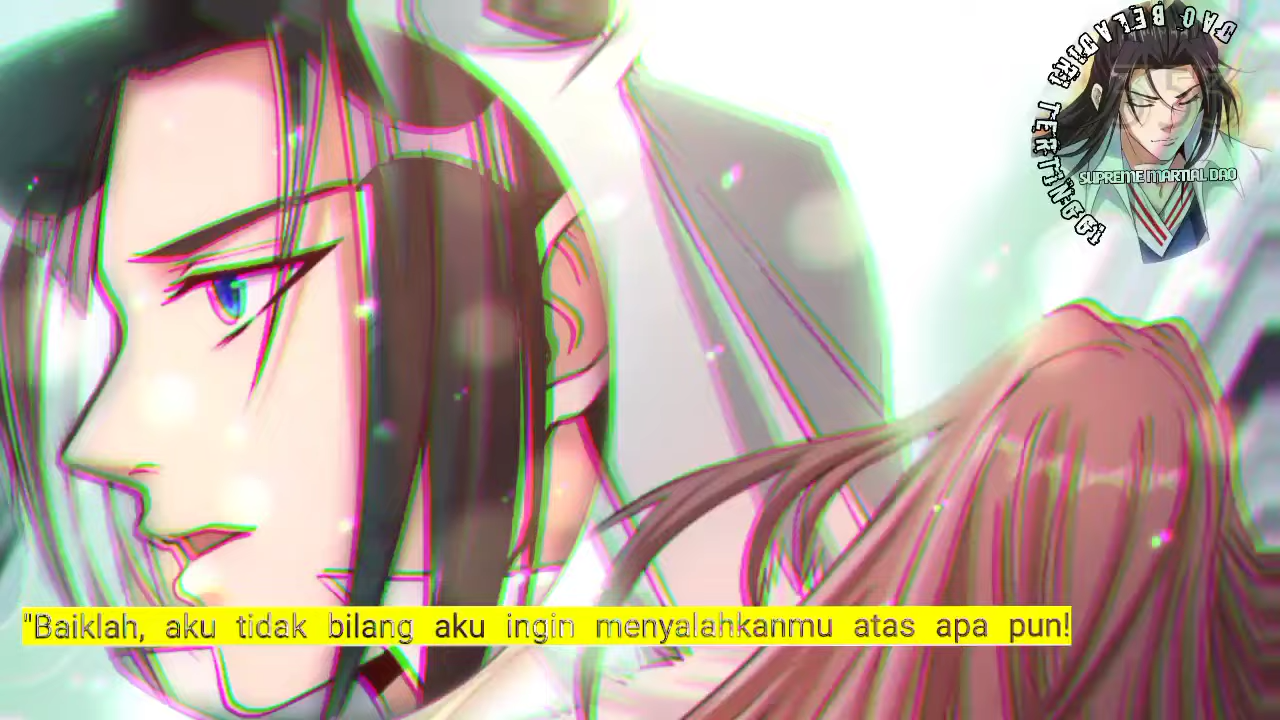 DAO BELADIRI TERTINGGI
SUPREME MARTIAL DAO
"Baiklah, aku tidak bilang aku ingin menyalahkanmu atas apa pun!